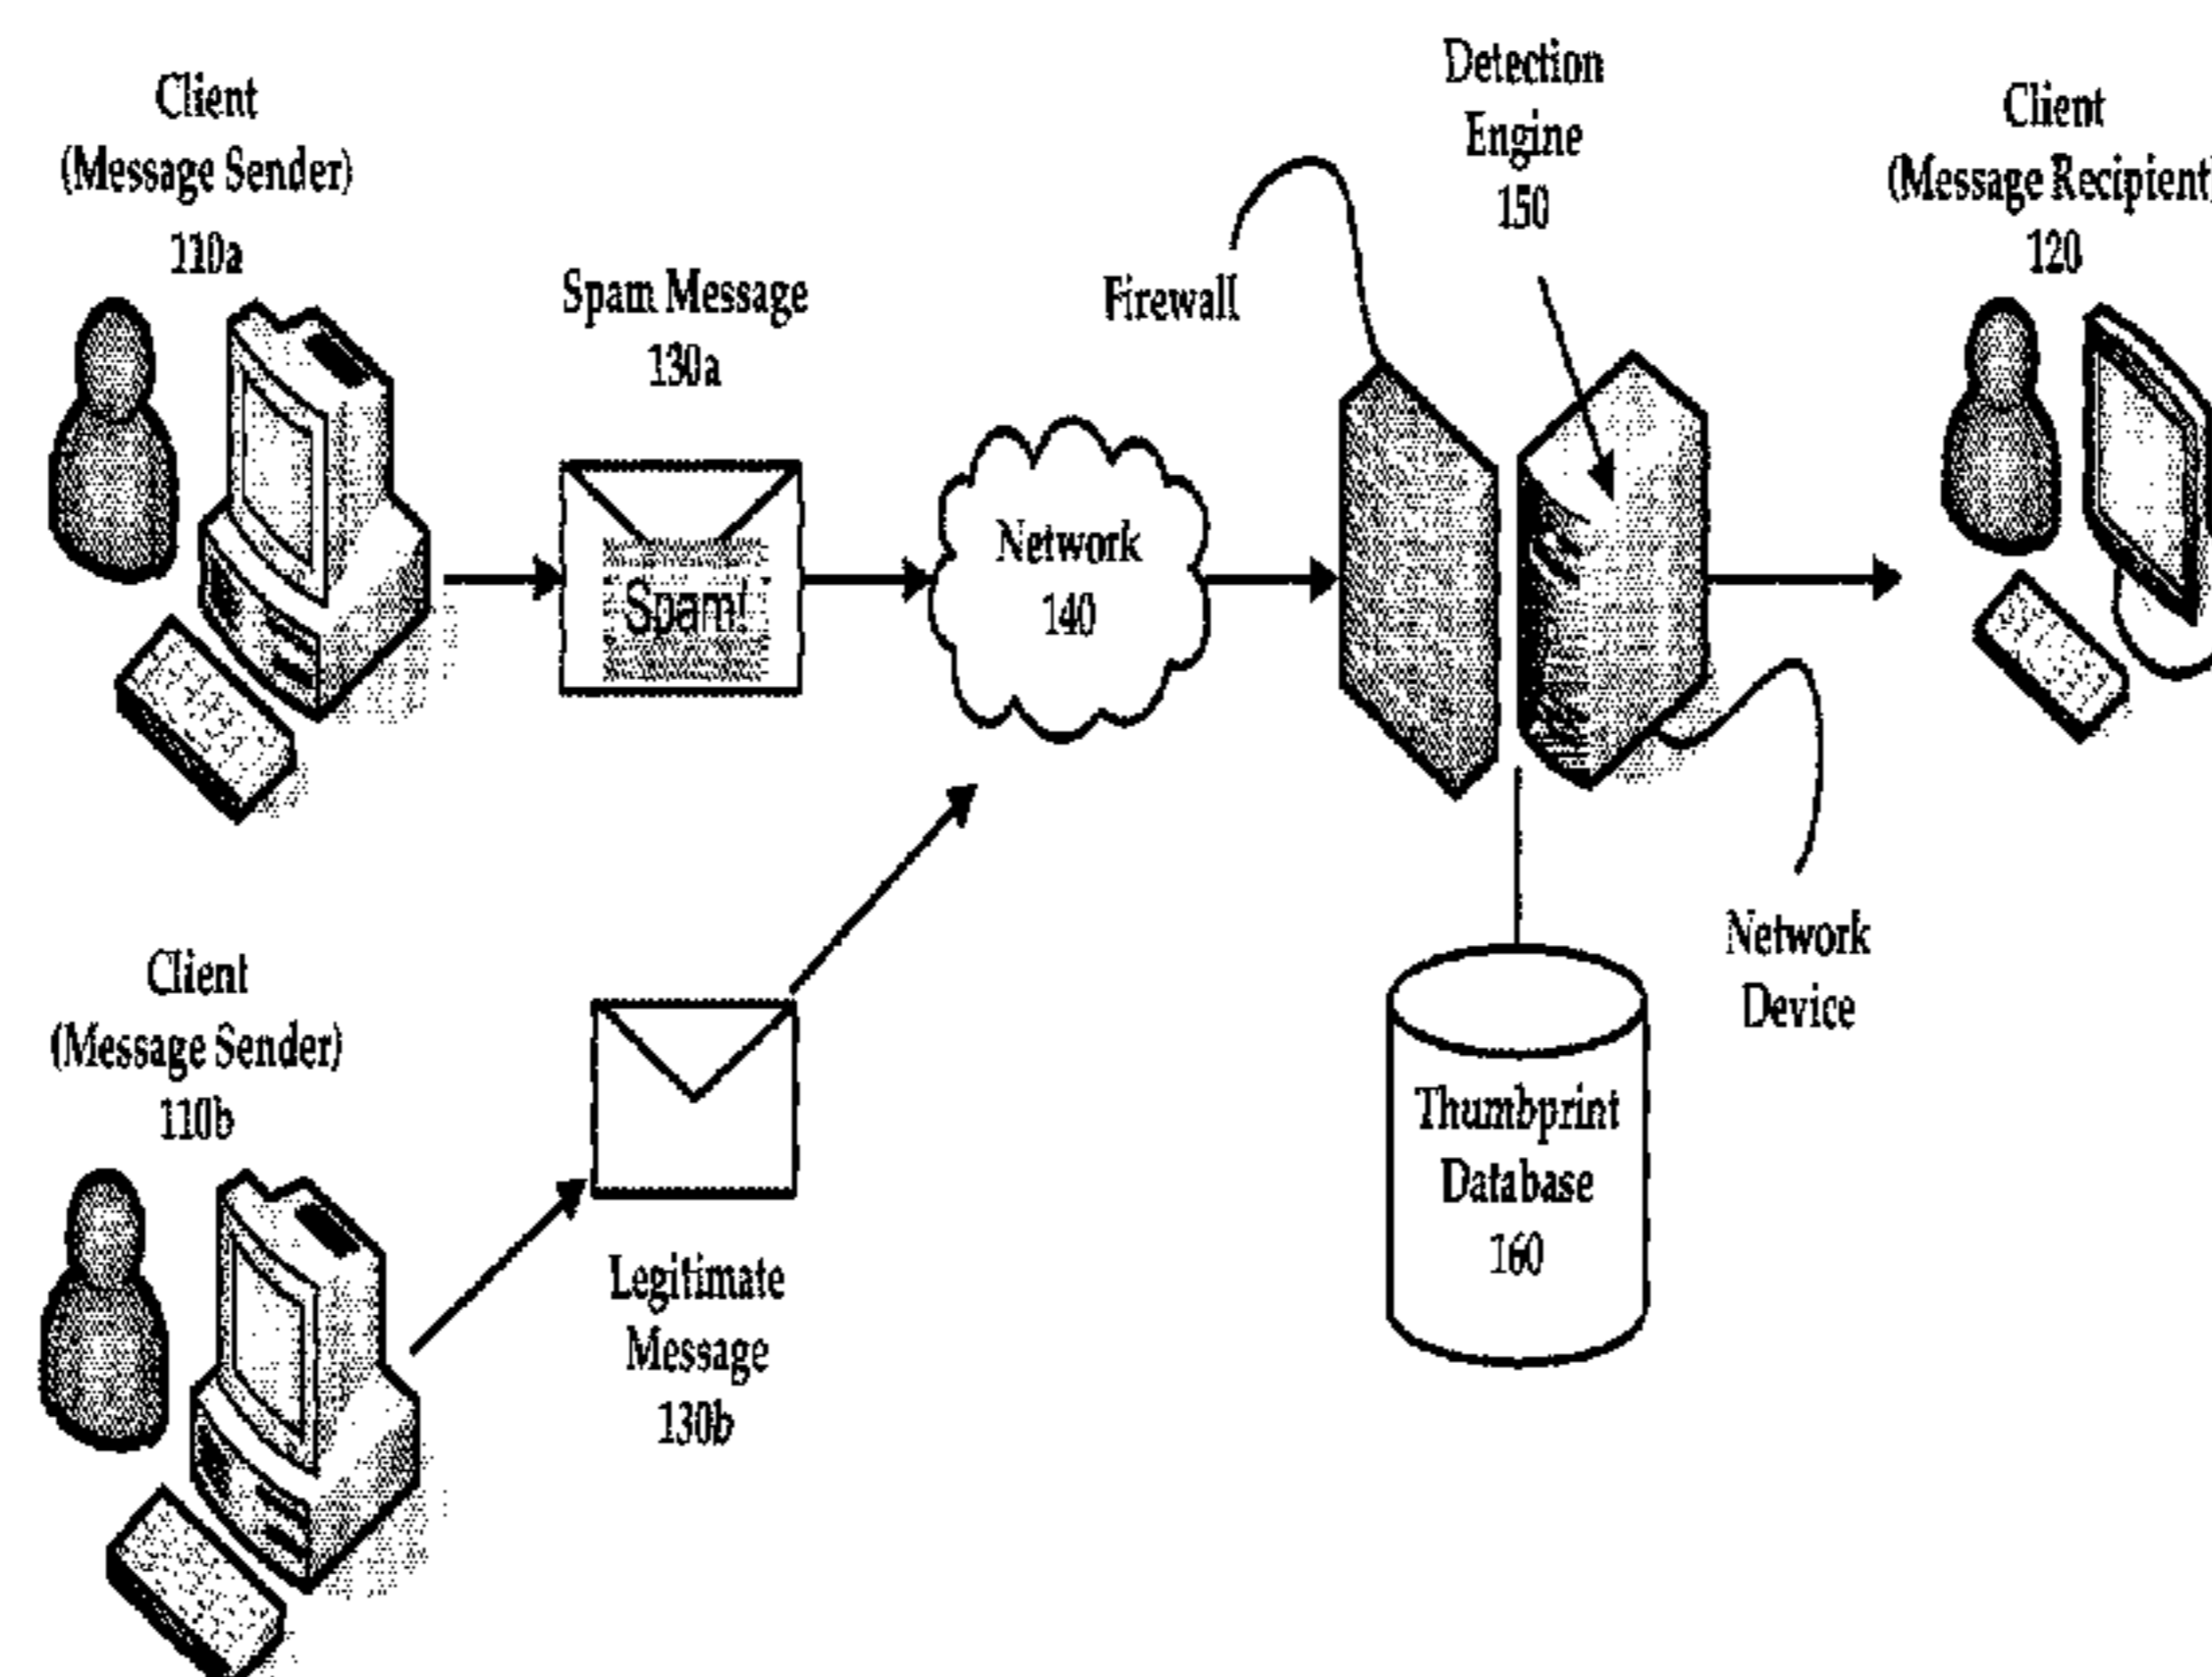 Client
(Message Sender)
110a
Spam Message
130a
Spam!
Network
140
Firewall
Detection
Engine
150
Client
(Message Recipient)
120
Network
Device
Thumbprint
Database
160
Client
(Message Sender)
110b
Legitimate
Message
130b